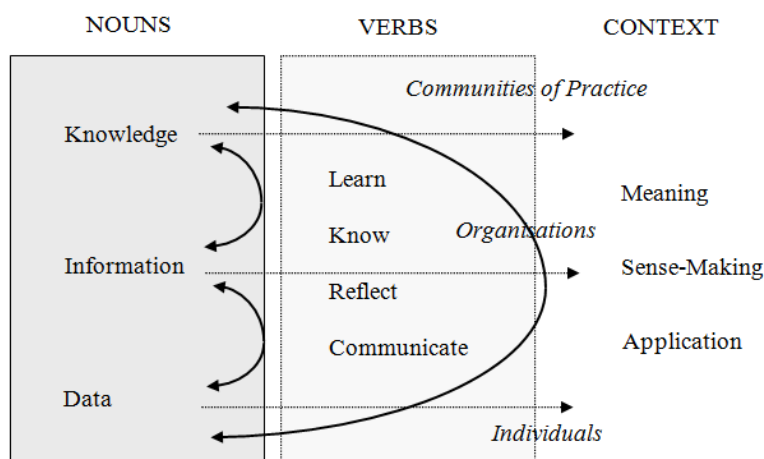 NOUNS VERBS CONTEXT
Communities of Practice
Knowledge
Learn
Meaning
Know
Organisations
Information
Sense-Making
Reflect
Communicate
Application
Data
Individuals